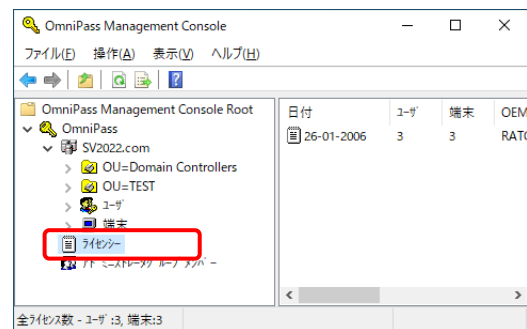 OmniPass Management Console
ファイル(F) 操作(A) 表示(V) ヘルプ(H)
OmniPass Management Console Root
OmniPass
SV2022.com
OU=Domain Controllers
OU=TEST
ﾕｰｻﾞ
端末
ﾗｲｾﾝｼｰ
ｱﾄﾞﾐﾆｽﾄﾚｰﾀｸﾞﾙｰﾌﾟﾒﾝﾊﾞｰ
日付 ﾕｰｻﾞ 端末 OEM
26-01-2006 3 3 RATO
全ﾗｲｾﾝｽ数 - ﾕｰｻﾞ:3, 端末:3